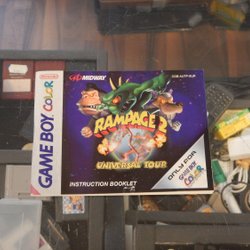 GAME BOY COLOR
MIDWAY
RAMPAGE 2
UNIVERSAL TOUR
INSTRUCTION BOOKLET
ONLY FOR
GAME BOY
COLOR